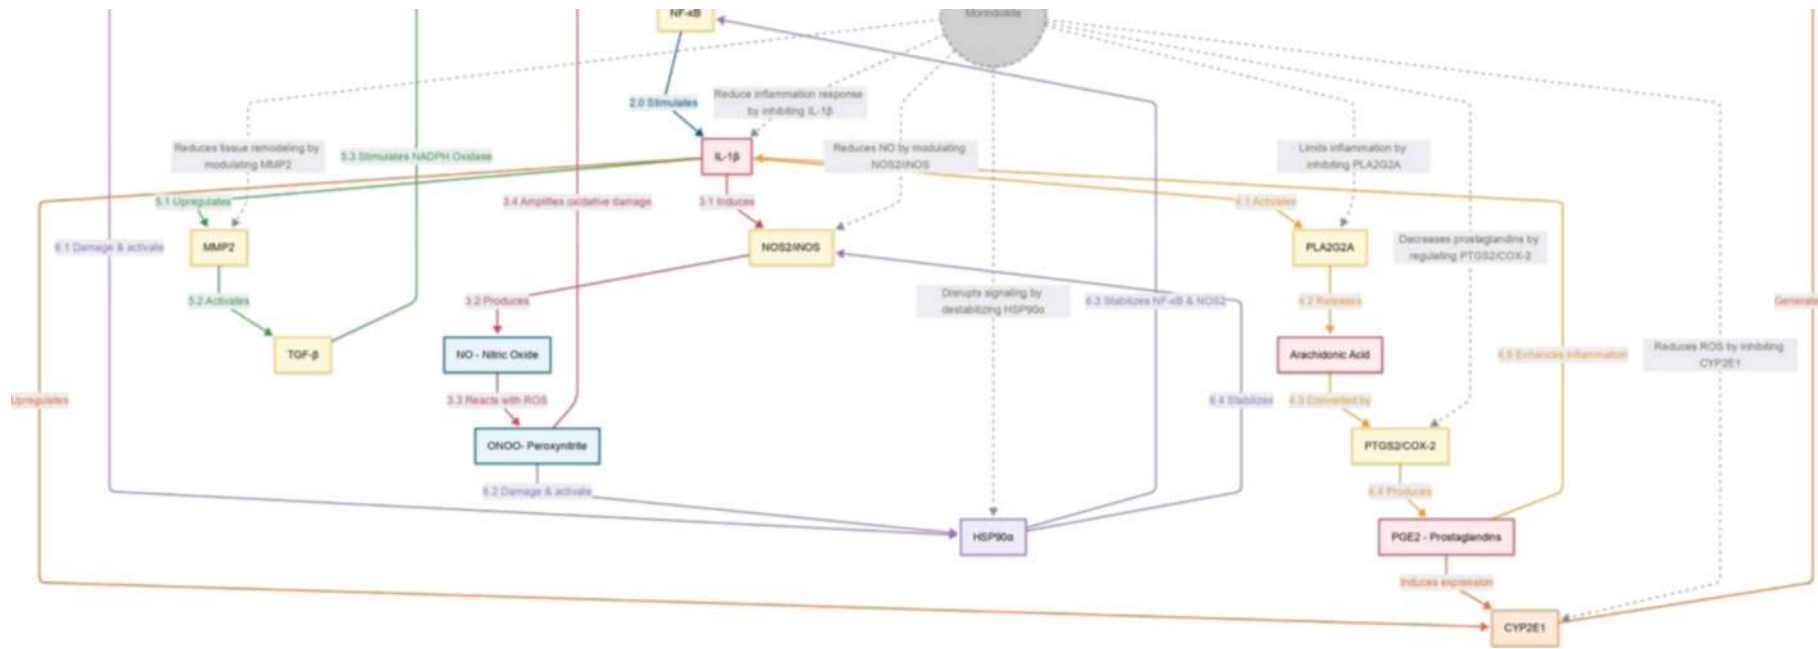 NF-κB
Morindolide
2.0 Stimulates
Reduce inflammation response
by inhibiting IL-1β
Reduces tissue remodeling by
modulating MMP2
5.3 Stimulates NADPH Oxidase
IL-1β
Reduces NO by modulating
NOS2/iNOS
Limits inflammation by
inhibiting PLA2G2A
5.1 Upregulates
3.4 Amplifies oxidative damage
3.1 Induces
4.1 Activates
6.1 Damage & activate
MMP2
NOS2/iNOS
PLA2G2A
Decreases prostaglandins by
regulating PTGS2/COX-2
5.2 Activates
3.2 Produces
Disrupts signaling by
destabilizing HSP90α
6.3 Stabilizes NF-κB & NOS2
4.2 Releases
Generate
TGF-β
NO - Nitric Oxide
Arachidonic Acid
4.5 Enhances inflammation
Reduces ROS by inhibiting
CYP2E1
Upregulates
3.3 Reacts with ROS
6.4 Stabilizes
4.3 Converted by
ONOO- Peroxynitrite
PTGS2/COX-2
6.2 Damage & activate
4.4 Produces
HSP90α
PGE2 - Prostaglandins
Induces expression
CYP2E1